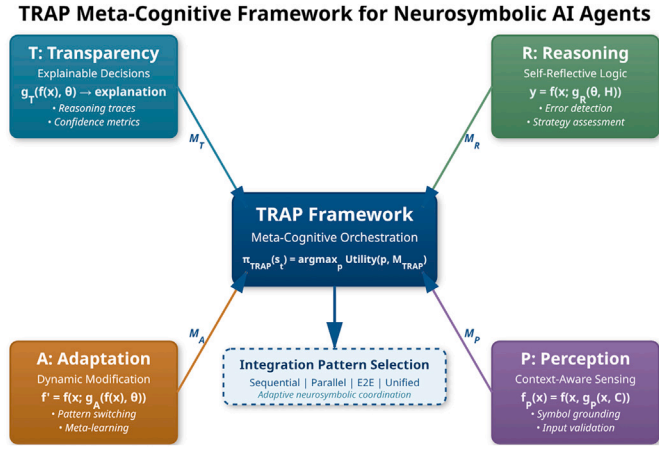 TRAP Meta-Cognitive Framework for Neurosymbolic AI Agents
T: Transparency
Explainable Decisions
g_T(f(x), θ) → explanation
• Reasoning traces
• Confidence metrics
R: Reasoning
Self-Reflective Logic
y = f(x; g_R(θ, H))
• Error detection
• Strategy assessment
M_T
M_R
TRAP Framework
Meta-Cognitive Orchestration
π_TRAP(s_t) = argmax_p Utility(p, M_TRAP)
M_A
M_P
A: Adaptation
Dynamic Modification
f' = f(x; g_A(f(x), θ))
• Pattern switching
• Meta-learning
Integration Pattern Selection
Sequential | Parallel | E2E | Unified
Adaptive neurosymbolic coordination
P: Perception
Context-Aware Sensing
f_P(x) = f(x, g_P(x, C))
• Symbol grounding
• Input validation